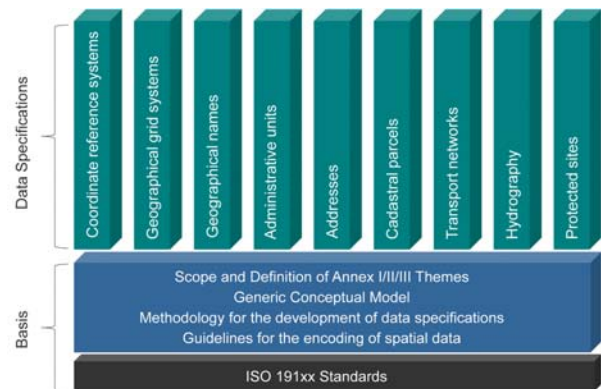 Data Specifications
Coordinate reference systems
Geographical grid systems
Geographical names
Administrative units
Addresses
Cadastral parcels
Transport networks
Hydrography
Protected sites
Basis
Scope and Definition of Annex I/II/III Themes
Generic Conceptual Model
Methodology for the development of data specifications
Guidelines for the encoding of spatial data
ISO 191xx Standards